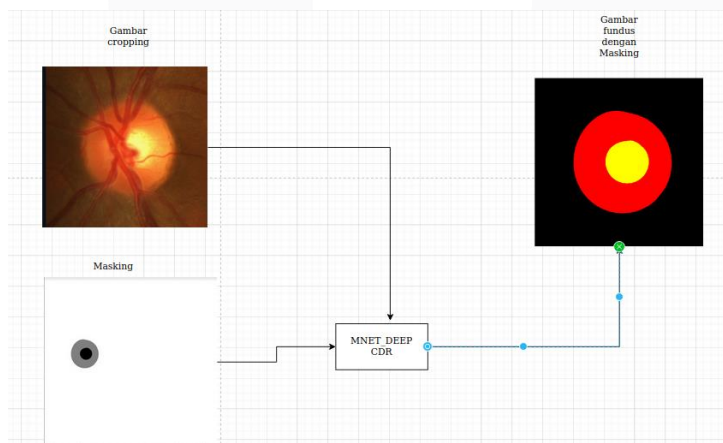 Gambar
cropping
Gambar
fundus
dengan
Masking
Masking
MNET_DEEP
CDR